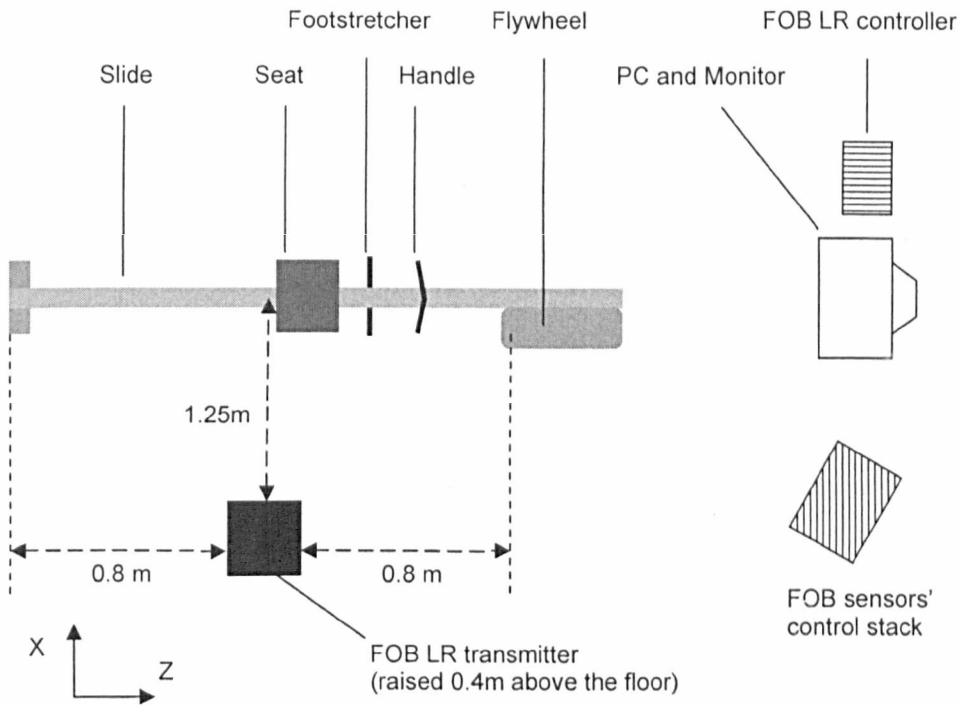 Footstretcher
Flywheel
FOB LR controller
Slide
Seat
Handle
PC and Monitor
1.25m
0.8 m
0.8 m
FOB sensors'
control stack
X
Z
FOB LR transmitter
(raised 0.4m above the floor)